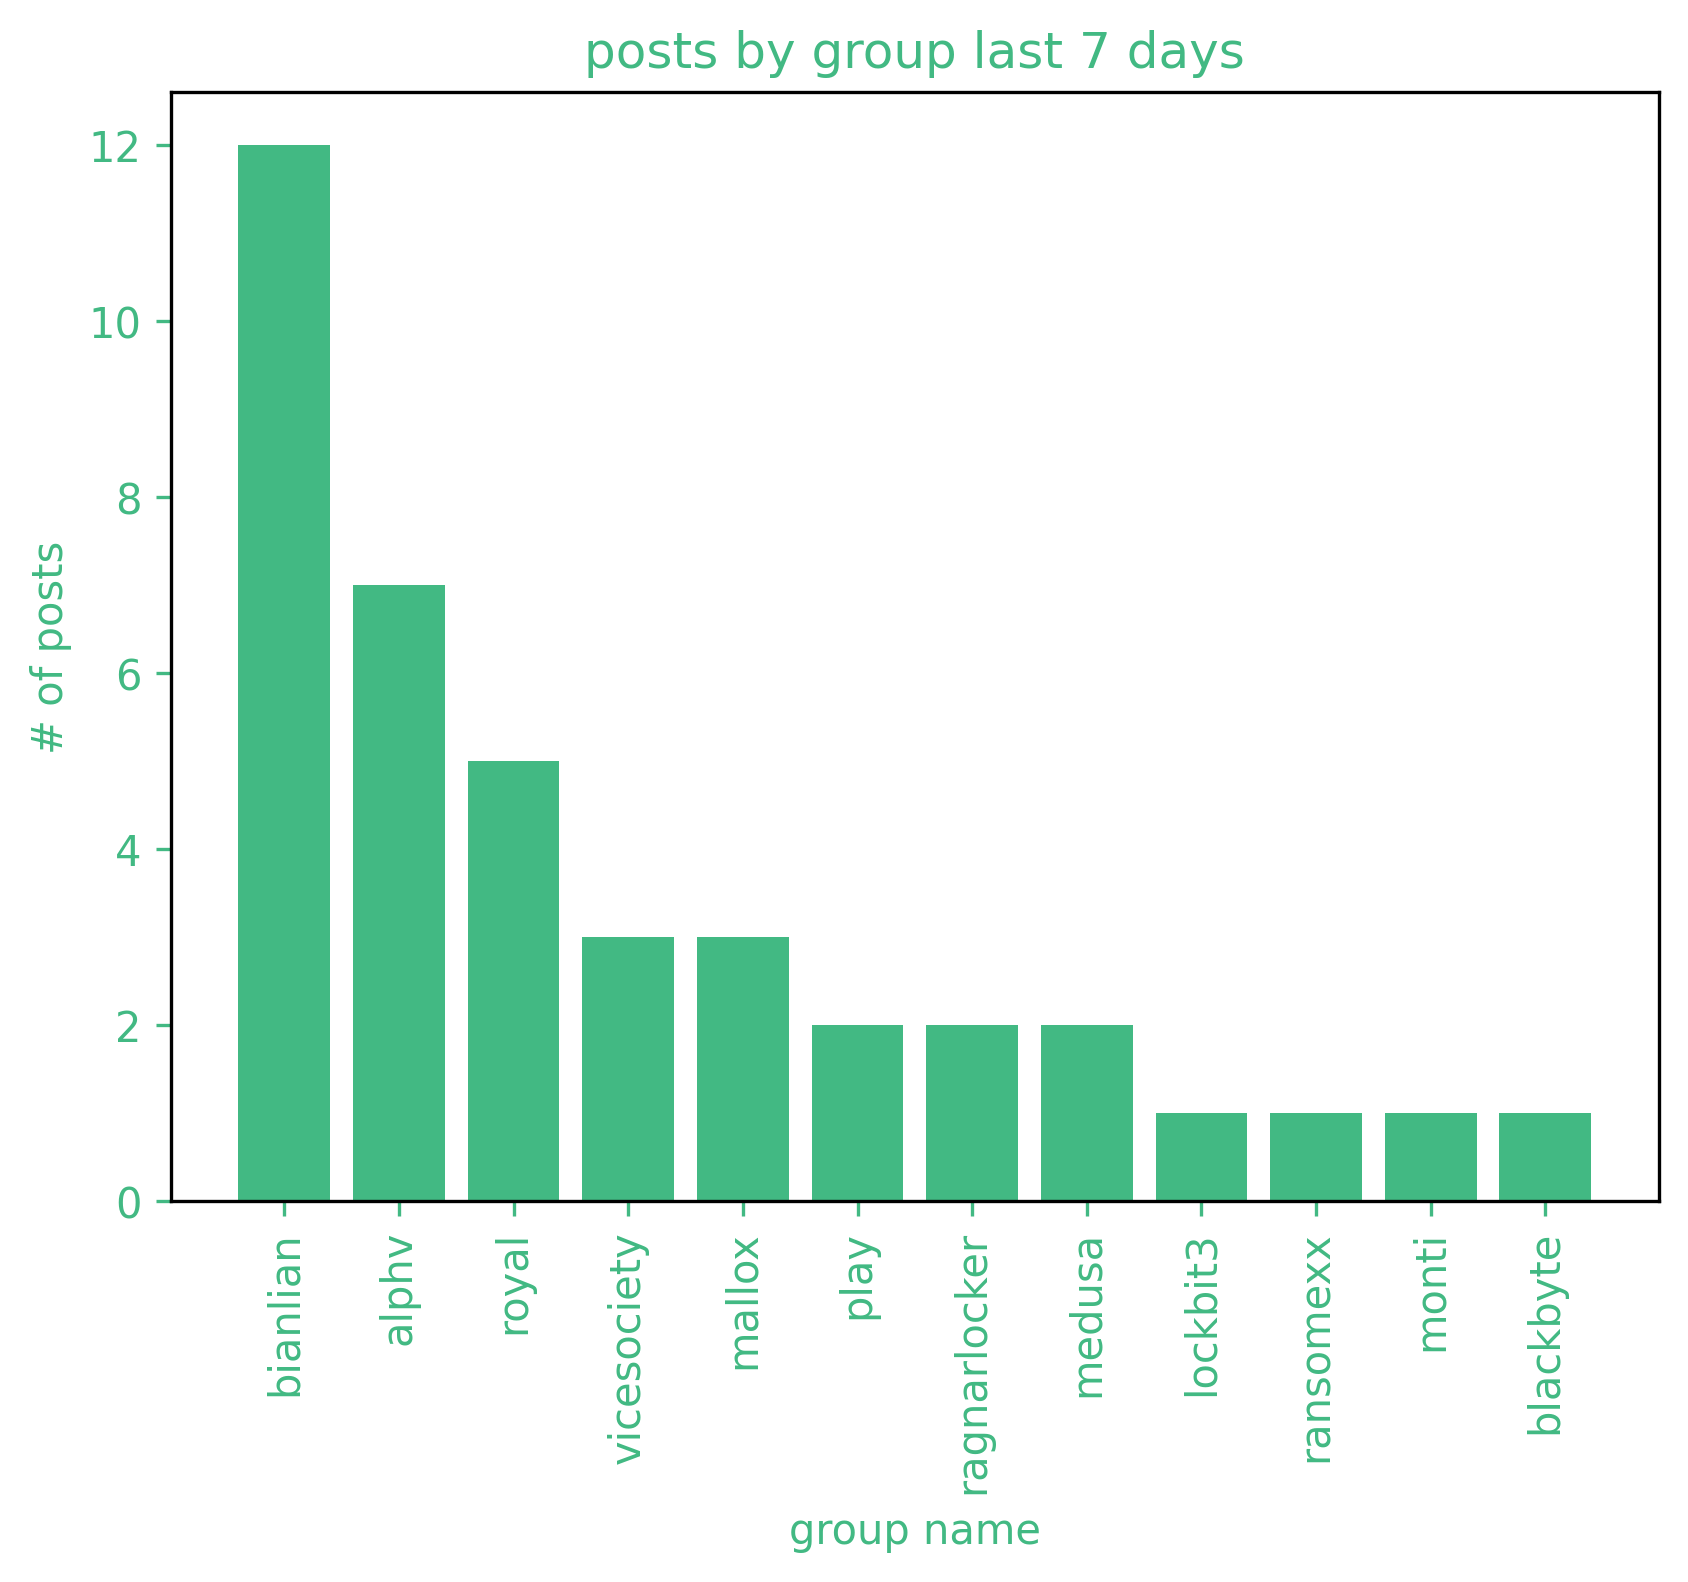 posts by group last 7 days
12
10
8
6
4
2
0
# of posts
bianlian
alphv
royal
vicesociety
mallox
play
ragnarlocker
medusa
lockbit3
ransomexx
monti
blackbyte
group name